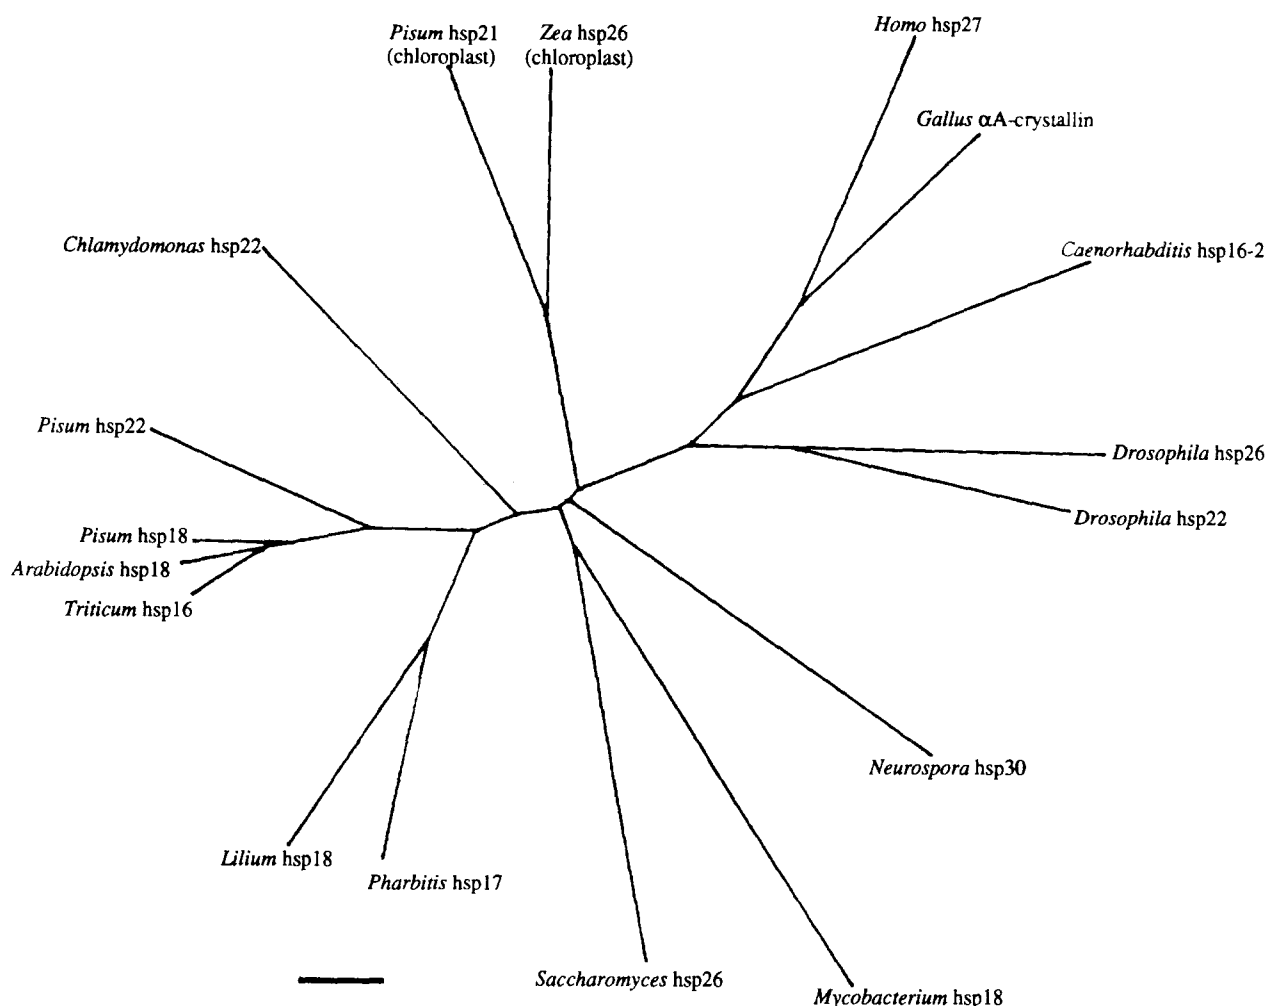 Pisum hsp21
(chloroplast)
Zea hsp26
(chloroplast)
Homo hsp27
Gallus αA-crystallin
Chlamydomonas hsp22
Caenorhabditis hsp16-2
Pisum hsp22
Drosophila hsp26
Drosophila hsp22
Pisum hsp18
Arabidopsis hsp18
Triticum hsp16
Neurospora hsp30
Lilium hsp18
Pharbitis hsp17
Saccharomyces hsp26
Mycobacterium hsp18